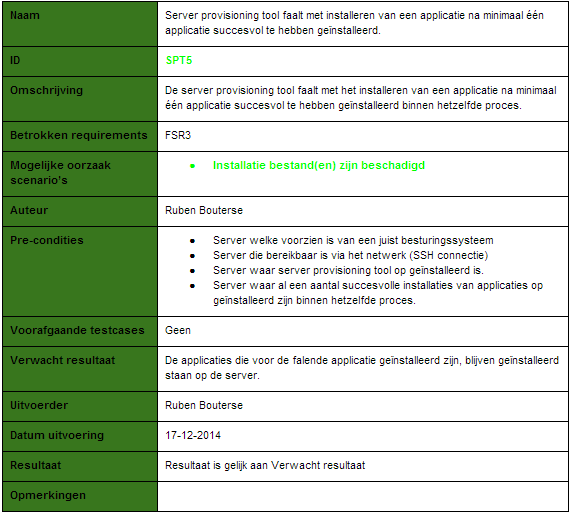 Naam
Server provisioning tool faalt met installeren van een applicatie na minimaal één
applicatie succesvol te hebben geïnstalleerd.
ID
SPT5
Omschrijving
De server provisioning tool faalt met het installeren van een applicatie na minimaal
één applicatie succesvol te hebben geïnstalleerd binnen hetzelfde proces.
Betrokken requirements
FSR3
Mogelijke oorzaak
scenario's
● Installatie bestand(en) zijn beschadigd
Auteur
Ruben Bouterse
Pre-condities
● Server welke voorzien is van een juist besturingssysteem
● Server die bereikbaar is via het netwerk (SSH connectie)
● Server waar server provisioning tool op geïnstalleerd is.
● Server waar al een aantal succesvolle installaties van applicaties op
geïnstalleerd zijn binnen hetzelfde proces.
Voorafgaande testcases
Geen
Verwacht resultaat
De applicaties die voor de falende applicatie geïnstalleerd zijn, blijven geïnstalleerd
staan op de server.
Uitvoerder
Ruben Bouterse
Datum uitvoering
17-12-2014
Resultaat
Resultaat is gelijk aan Verwacht resultaat
Opmerkingen